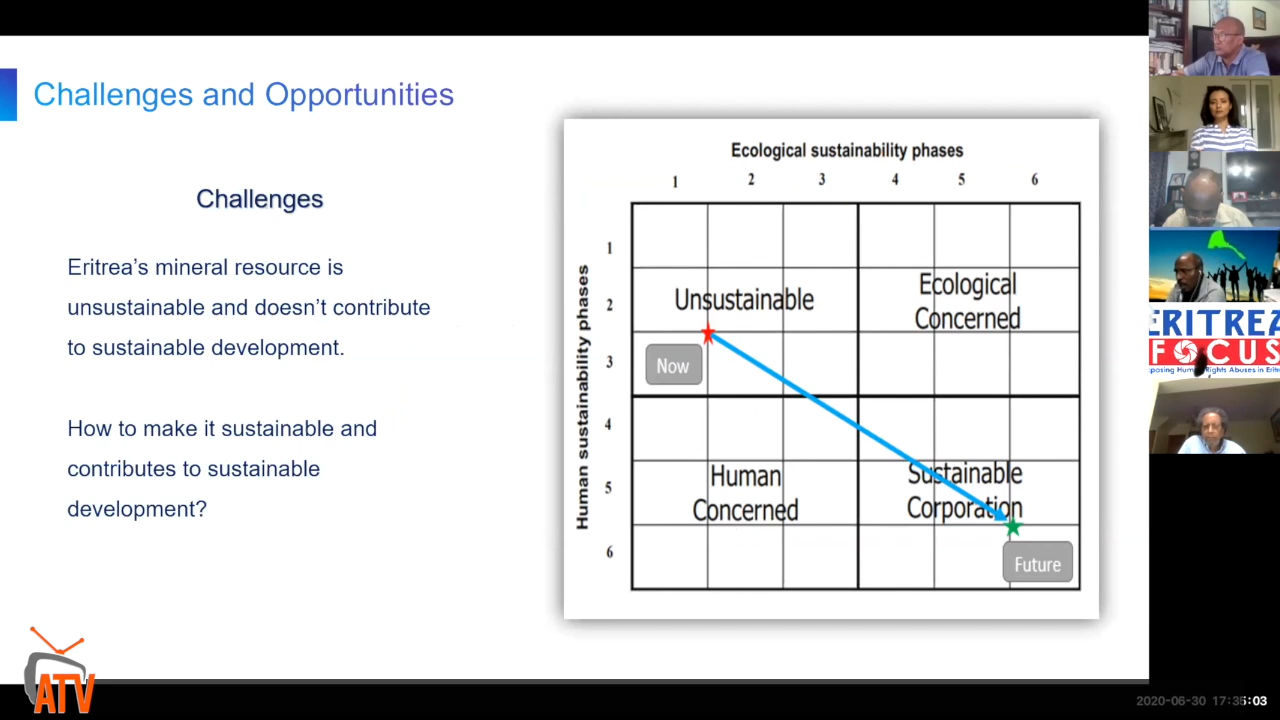 Challenges and Opportunities
Challenges
Eritrea’s mineral resource is
unsustainable and doesn’t contribute
to sustainable development.
How to make it sustainable and
contributes to sustainable
development?
Ecological sustainability phases
1 2 3 4 5 6
Human sustainability phases
1
2
3
4
5
6
Unsustainable
Ecological
Concerned
Now
Human
Concerned
Sustainable
Corporation
Future
ERITREA
FOCUS
posing Human Rights Abuses in Eritr
ATV
2020-06-30 17:3 :03